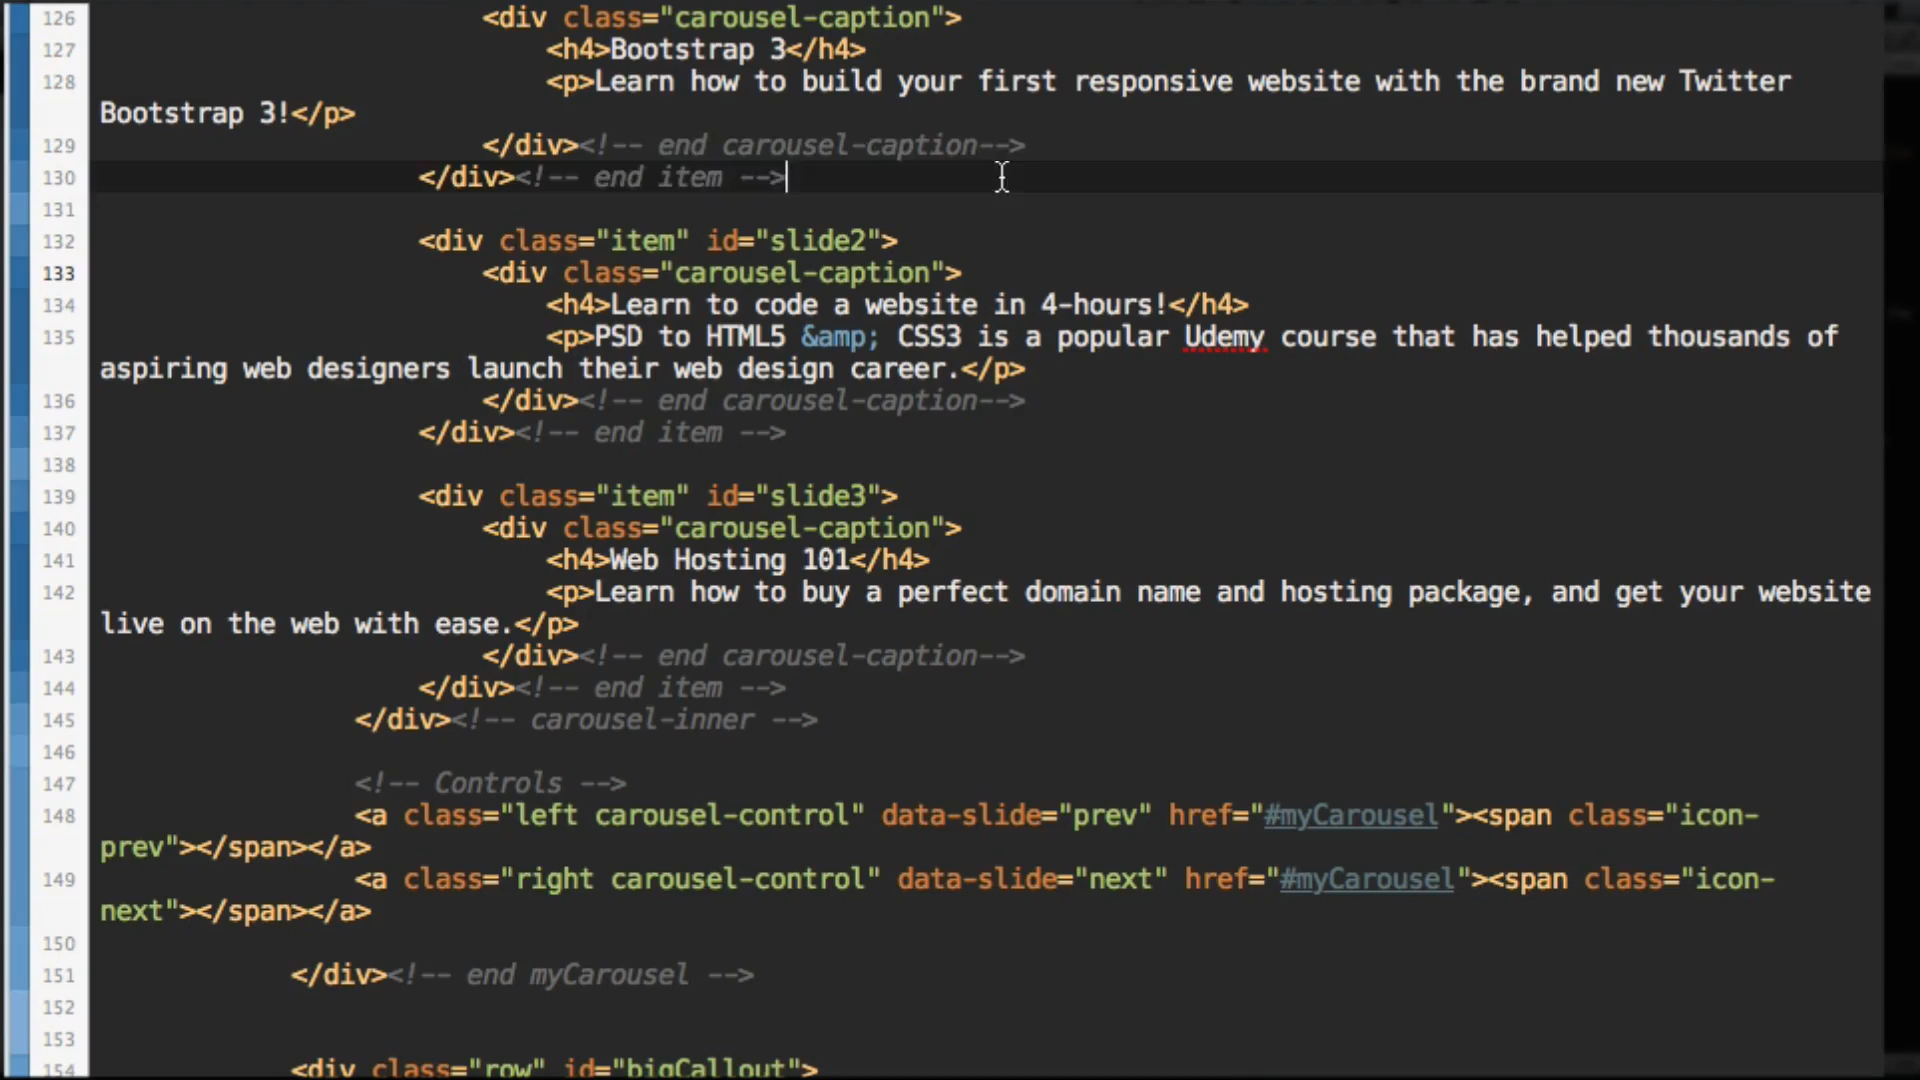 126 <div class="carousel-caption">
127 <h4>Bootstrap 3</h4>
128 <p>Learn how to build your first responsive website with the brand new Twitter
Bootstrap 3!</p>
129 </div><!-- end carousel-caption-->
130 </div><!-- end item -->
131
132 <div class="item" id="slide2">
133 <div class="carousel-caption">
134 <h4>Learn to code a website in 4-hours!</h4>
135 <p>PSD to HTML5 &amp; CSS3 is a popular Udemy course that has helped thousands of
aspiring web designers launch their web design career.</p>
136 </div><!-- end carousel-caption-->
137 </div><!-- end item -->
138
139 <div class="item" id="slide3">
140 <div class="carousel-caption">
141 <h4>Web Hosting 101</h4>
142 <p>Learn how to buy a perfect domain name and hosting package, and get your website
live on the web with ease.</p>
143 </div><!-- end carousel-caption-->
144 </div><!-- end item -->
145 </div><!-- carousel-inner -->
146
147 <!-- Controls -->
148 <a class="left carousel-control" data-slide="prev" href="#myCarousel"><span class="icon-
prev"></span></a>
149 <a class="right carousel-control" data-slide="next" href="#myCarousel"><span class="icon-
next"></span></a>
150
151 </div><!-- end myCarousel -->
152
153
154 <div class="row" id="bigCallout">